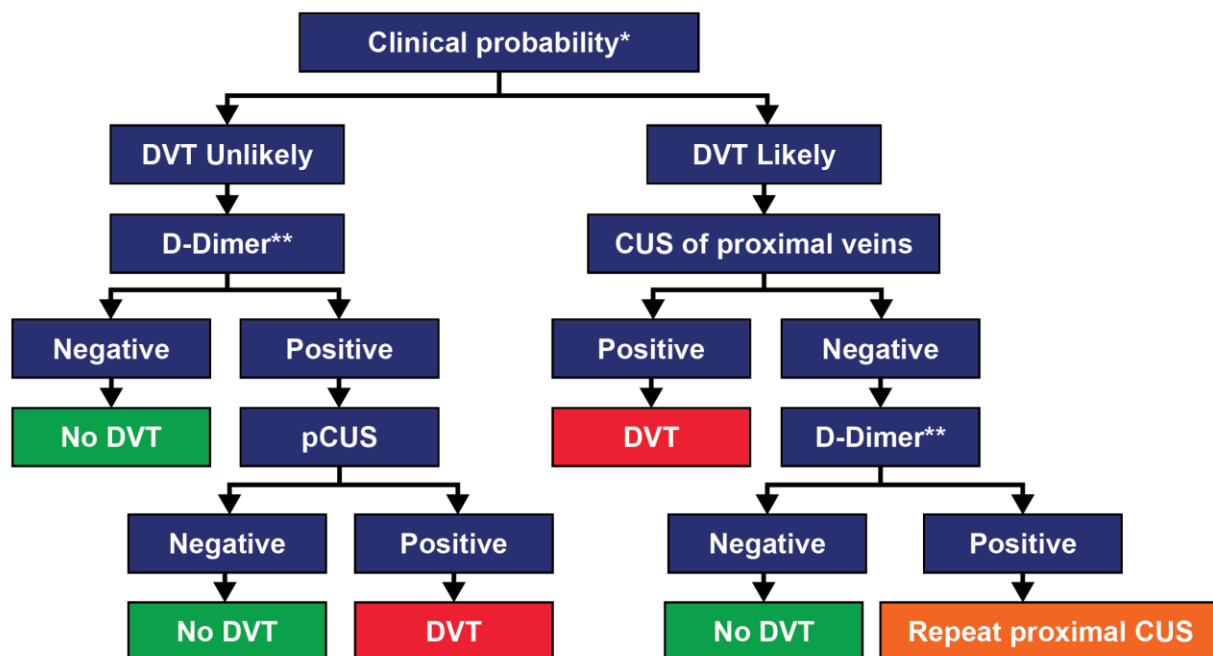 Clinical probability*
DVT Unlikely
DVT Likely
D-Dimer**
CUS of proximal veins
Negative
Positive
Positive
Negative
No DVT
pCUS
DVT
D-Dimer**
Negative
Positive
Negative
Positive
No DVT
DVT
No DVT
Repeat proximal CUS